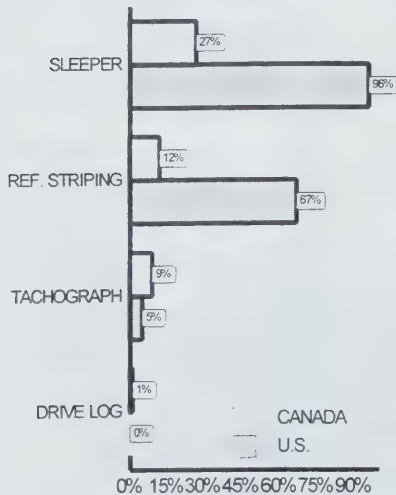 27%
SLEEPER
96%
12%
REF. STRIPING
67%
9%
TACHOGRAPH
5%
1%
DRIVE LOG
0%
CANADA
U.S.
0% 15% 30% 45% 60% 75% 90%